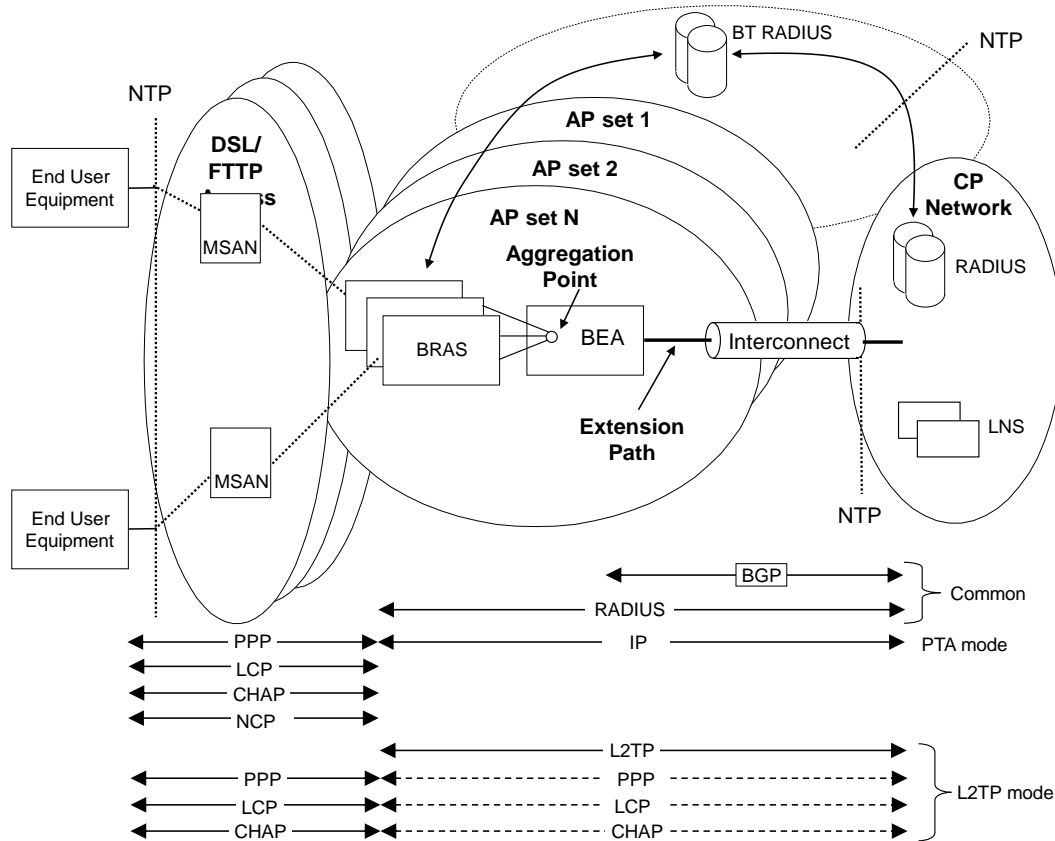 BT RADIUS
NTP
NTP
AP set 1
DSL/
FTTP
ss
AP set 2
CP
Network
End User
Equipment
AP set N
MSAN
Aggregation
Point
RADIUS
BRAS
BEA
Interconnect
Extension
Path
LNS
MSAN
End User
Equipment
NTP
BGP
Common
RADIUS
PPP
IP
PTA mode
LCP
CHAP
NCP
L2TP
PPP
PPP
L2TP mode
LCP
LCP
CHAP
CHAP